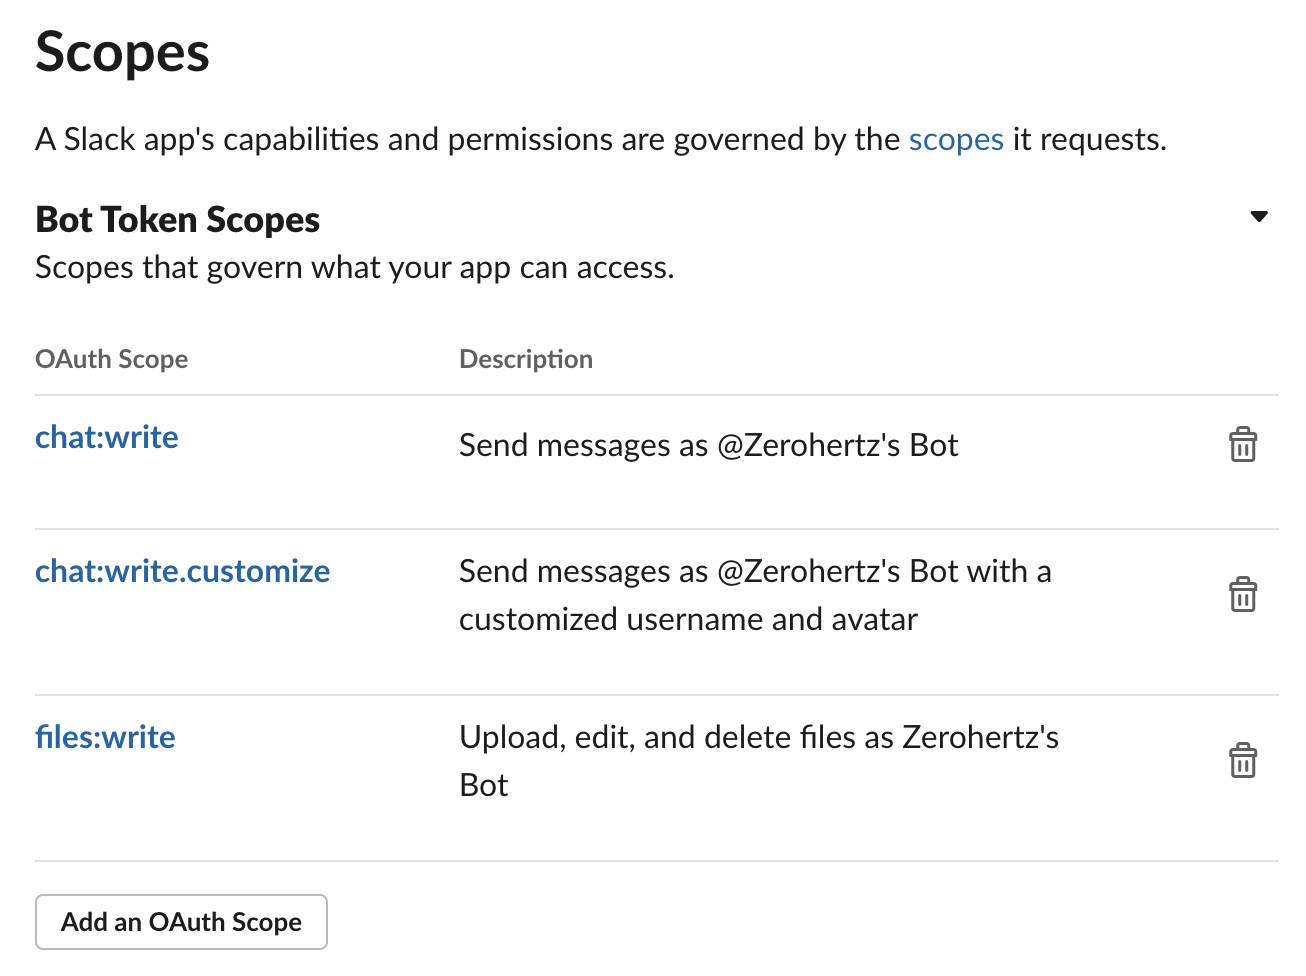 Scopes
A Slack app's capabilities and permissions are governed by the scopes it requests.
Bot Token Scopes
Scopes that govern what your app can access.
OAuth Scope Description
chat:write Send messages as @Zerohertz's Bot
chat:write.customize Send messages as @Zerohertz's Bot with a
customized username and avatar
files:write Upload, edit, and delete files as Zerohertz's
Bot
Add an OAuth Scope